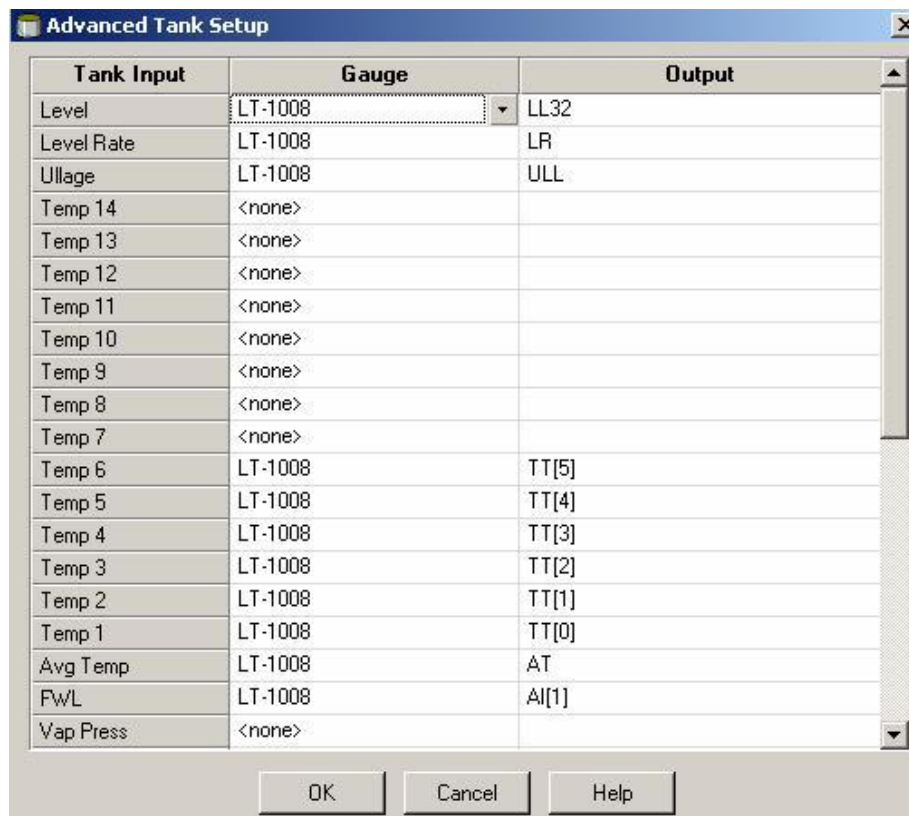 Advanced Tank Setup
Tank Input Gauge Output
Level LT-1008 LL32
Level Rate LT-1008 LR
Ullage LT-1008 ULL
Temp 14 <none>
Temp 13 <none>
Temp 12 <none>
Temp 11 <none>
Temp 10 <none>
Temp 9 <none>
Temp 8 <none>
Temp 7 <none>
Temp 6 LT-1008 TT[5]
Temp 5 LT-1008 TT[4]
Temp 4 LT-1008 TT[3]
Temp 3 LT-1008 TT[2]
Temp 2 LT-1008 TT[1]
Temp 1 LT-1008 TT[0]
Avg Temp LT-1008 AT
FWL LT-1008 AI[1]
Vap Press <none>
OK Cancel Help